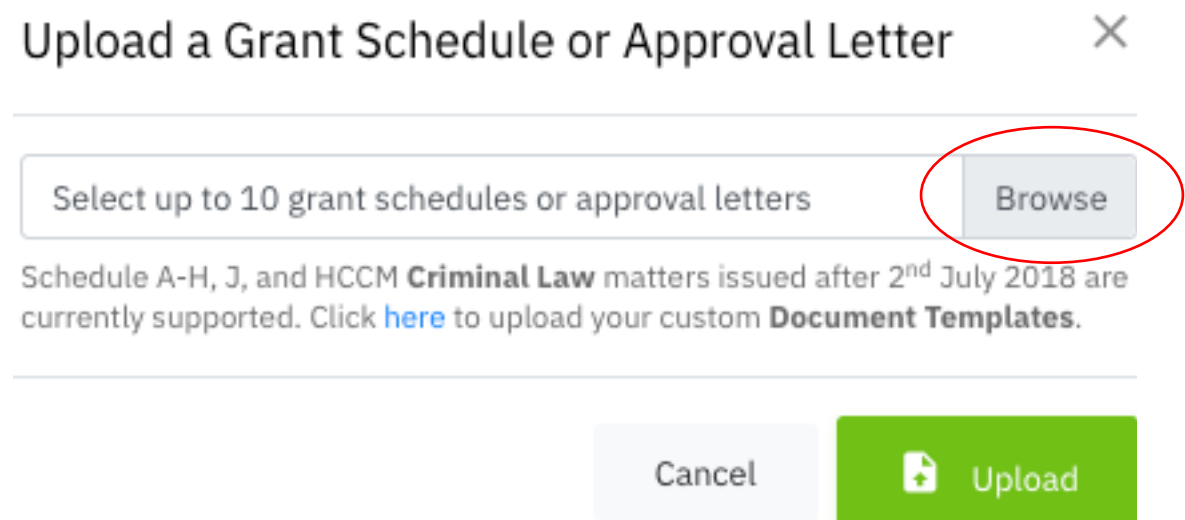 Upload a Grant Schedule or Approval Letter
Select up to 10 grant schedules or approval letters Browse
Schedule A-H, J, and HCCM Criminal Law matters issued after 2nd July 2018 are
currently supported. Click here to upload your custom Document Templates.
Cancel Upload